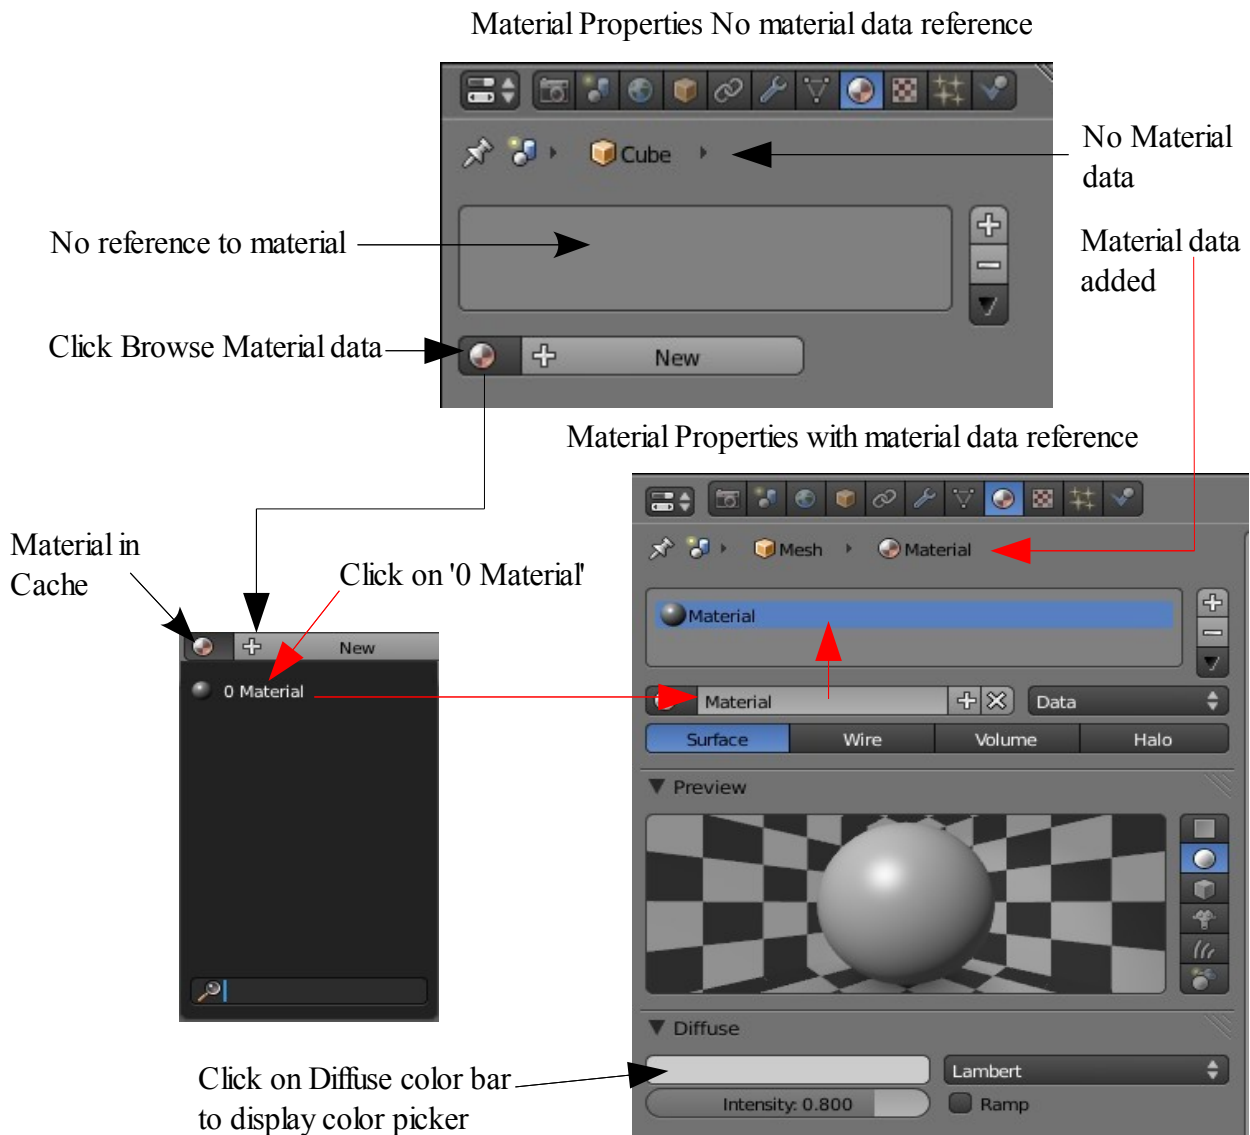 Material Properties No material data reference
Cube
No Material
data
No reference to material
Material data
added
Click Browse Material data
New
Material Properties with material data reference
Mesh
Material
Material in
Cache
Click on '0 Material'
Material
New
0 Material
Material
Data
Surface
Wire
Volume
Halo
Preview
Diffuse
Click on Diffuse color bar
to display color picker
Lambert
Intensity: 0.800
Ramp